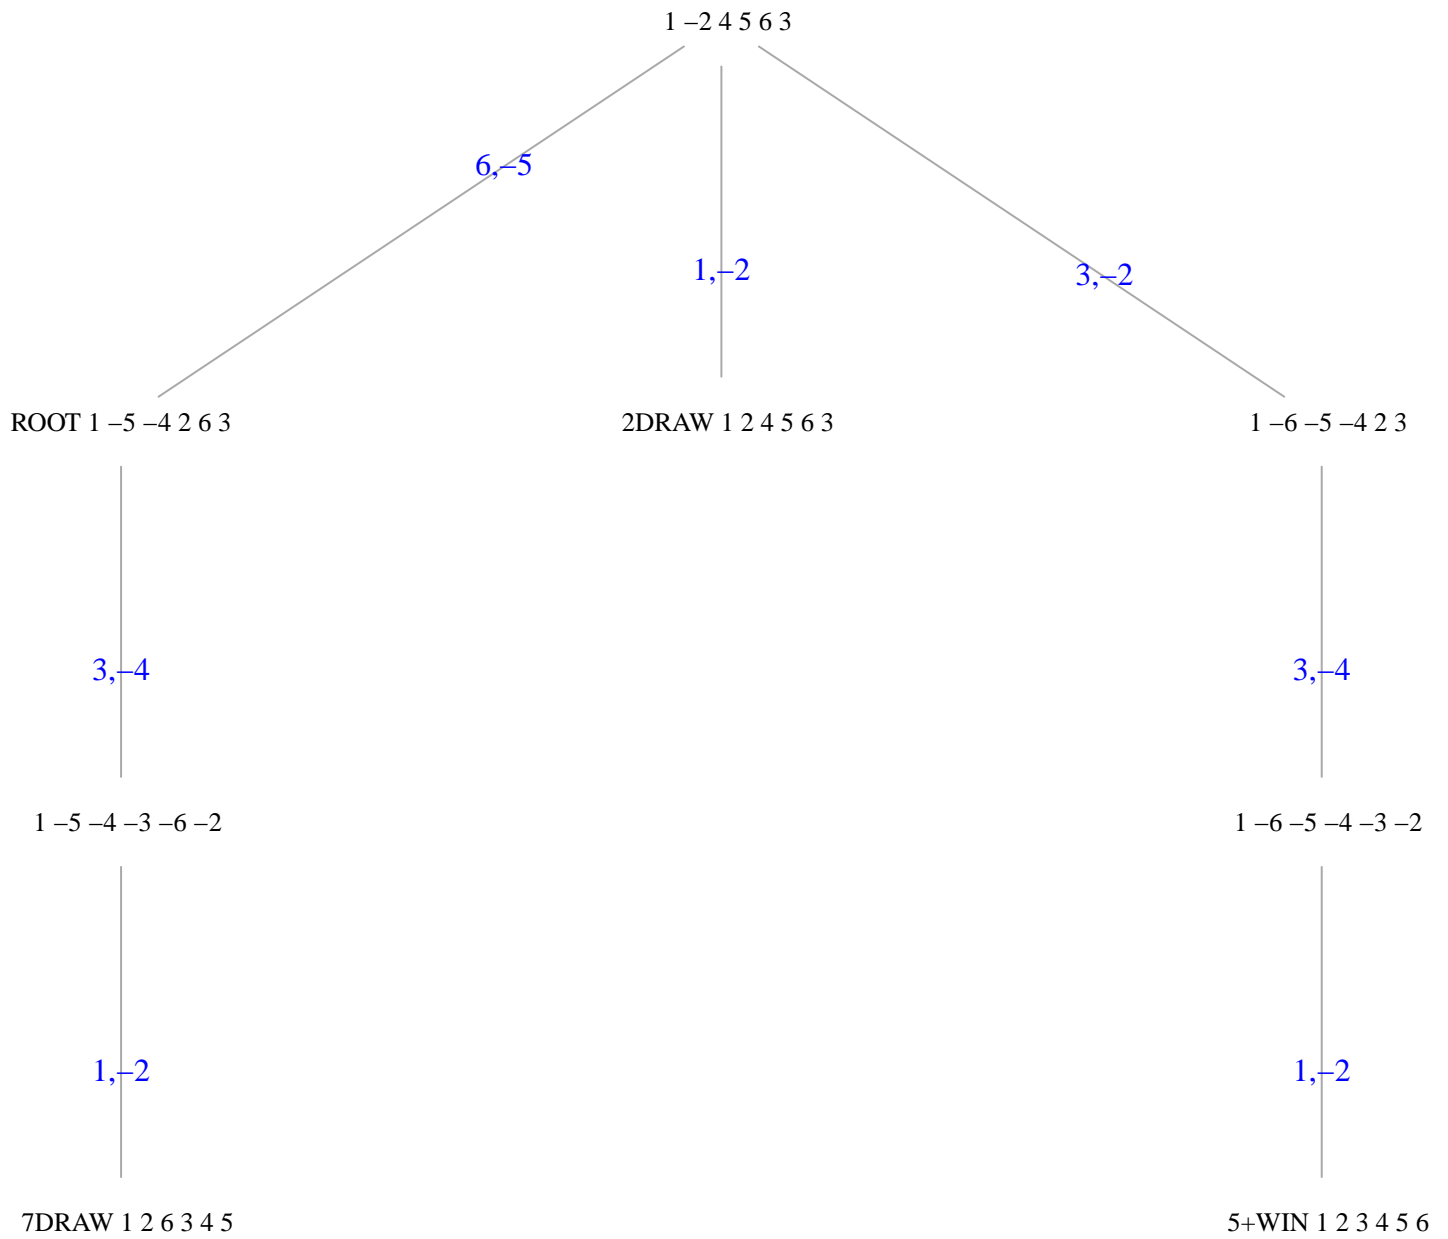 1 –2 4 5 6 3
6,–5
1,–2
3,–2
ROOT 1 –5 –4 2 6 3
2DRAW 1 2 4 5 6 3
1 –6 –5 –4 2 3
3,–4
3,–4
1 –5 –4 –3 –6 –2
1 –6 –5 –4 –3 –2
1,–2
1,–2
7DRAW 1 2 6 3 4 5
5+WIN 1 2 3 4 5 6